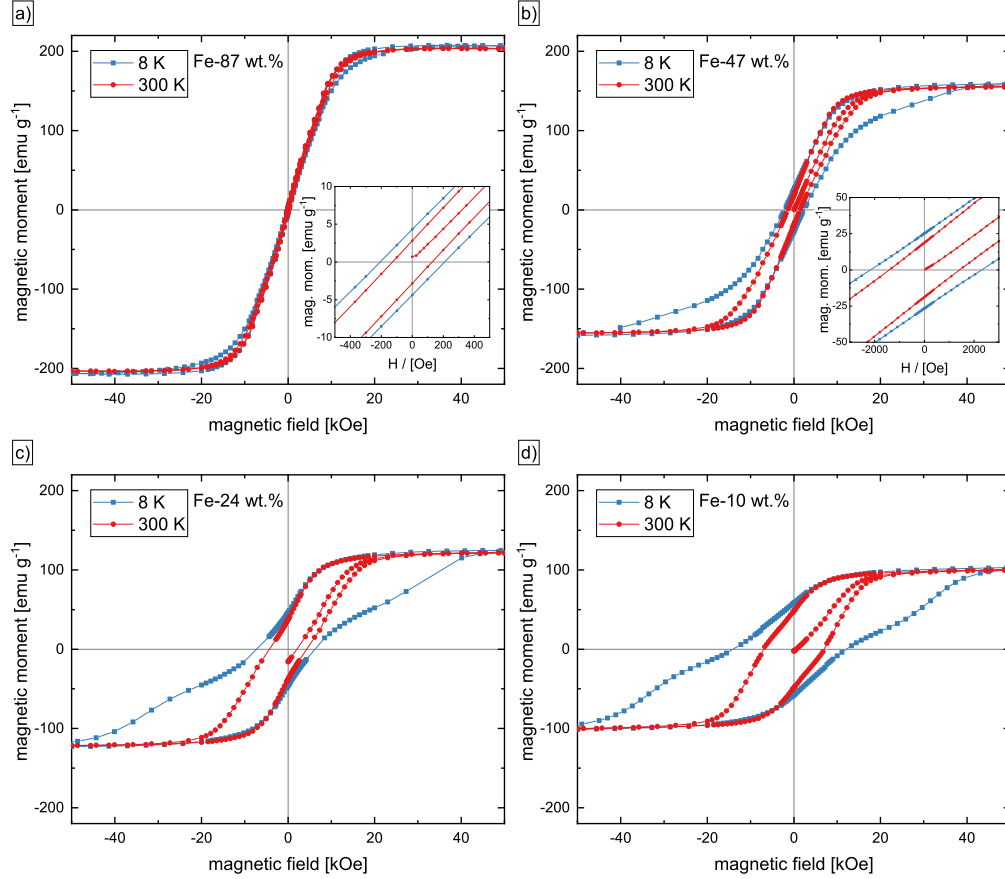 a)
200
100
0
-100
-200
magnetic moment [emu g⁻¹]
8 K
300 K
Fe-87 wt.%
10
5
0
-5
-10
mag. mom. [emu g⁻¹]
-400 -200 0 200 400
H / [Oe]
-40 -20 0 20 40
magnetic field [kOe]
b)
200
100
0
-100
-200
magnetic moment [emu g⁻¹]
8 K
300 K
Fe-47 wt.%
50
25
0
-25
-50
mag. mom. [emu g⁻¹]
-2000 0 2000
H / [Oe]
-40 -20 0 20 40
magnetic field [kOe]
c)
200
100
0
-100
-200
magnetic moment [emu g⁻¹]
8 K
300 K
Fe-24 wt.%
-40 -20 0 20 40
magnetic field [kOe]
d)
200
100
0
-100
-200
magnetic moment [emu g⁻¹]
8 K
300 K
Fe-10 wt.%
-40 -20 0 20 40
magnetic field [kOe]